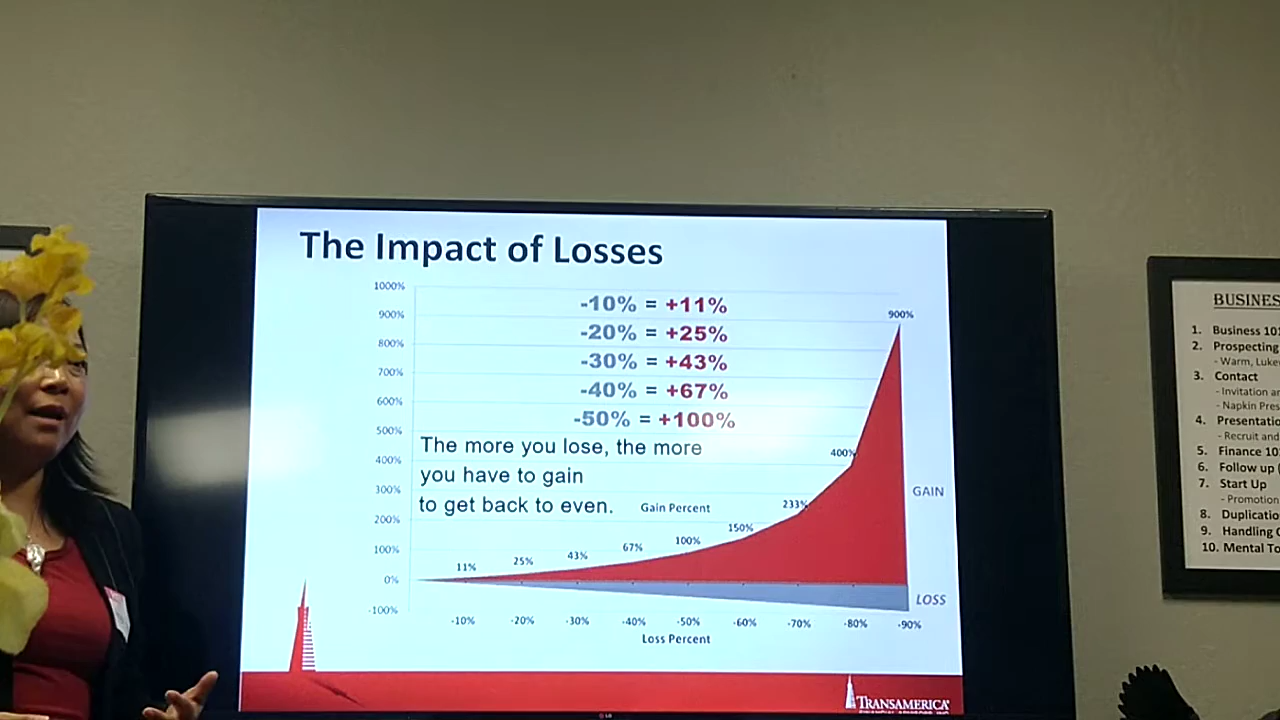 The Impact of Losses
1000%
900%
800%
700%
600%
500%
400%
300%
200%
100%
0%
-100%
-10% = +11%
-20% = +25%
-30% = +43%
-40% = +67%
-50% = +100%
The more you lose, the more
you have to gain
to get back to even.
Gain Percent
11%
25%
43%
67%
100%
150%
233%
400%
900%
GAIN
LOSS
-10% -20% -30% -40% -50% -60% -70% -80% -90%
Loss Percent
TRANSAMERICA
BUSINES
1. Business 101
2. Prospecting
- Warm, Luke
3. Contact
- Invitation a
- Napkin Pres
4. Presentatio
- Recruit and
5. Finance 10
6. Follow up (
7. Start Up
- Promotion
8. Duplicatio
9. Handling
10. Mental To